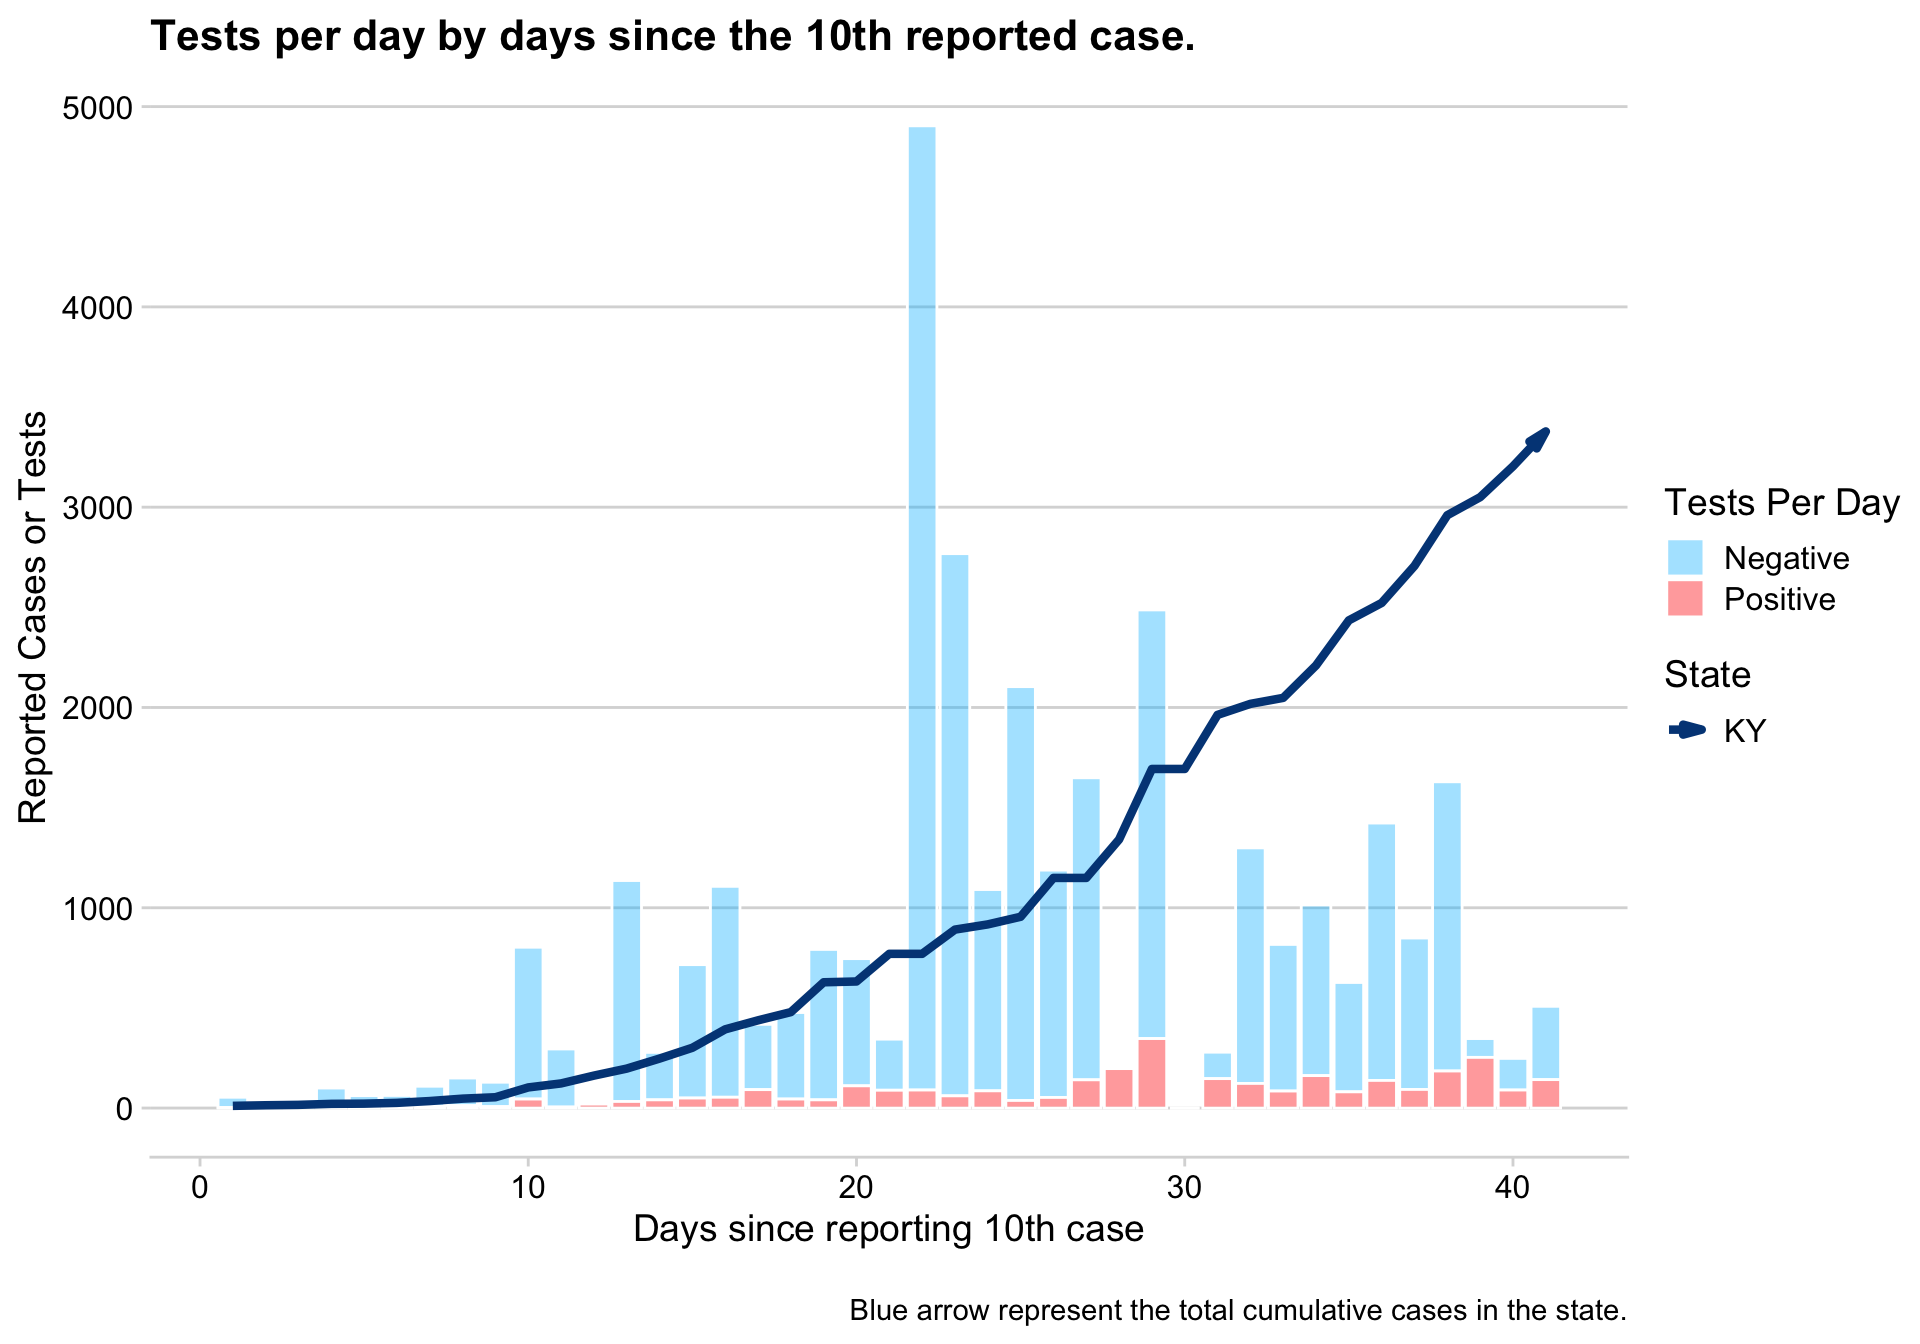 Tests per day by days since the 10th reported case.
5000
4000
3000
2000
1000
0
Reported Cases or Tests
0 10 20 30 40
Days since reporting 10th case
Tests Per Day
Negative
Positive
State
KY
Blue arrow represent the total cumulative cases in the state.